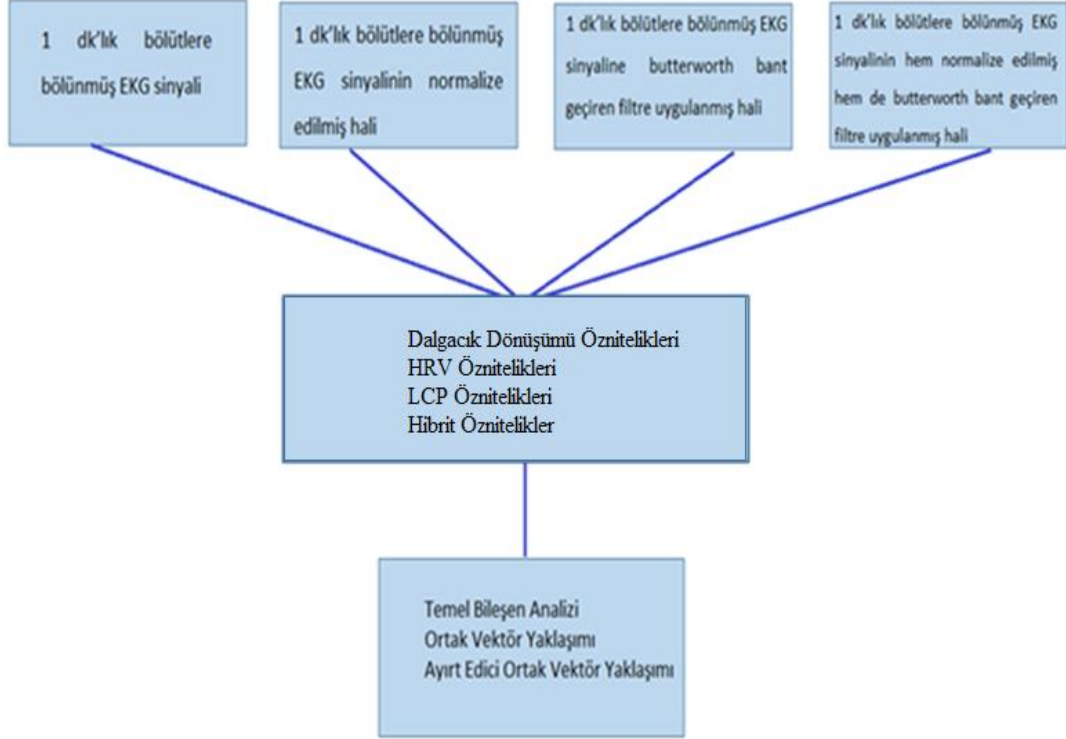 1 dk'lık bölütlere
bölünmüş EKG sinyali
1 dk'lık bölütlere bölünmüş
EKG sinyalinin normalize
edilmiş hali
1 dk'lık bölütlere bölünmüş EKG
sinyaline butterworth bant
geçiren filtre uygulanmış hali
1 dk'lık bölütlere bölünmüş EKG
sinyalinin hem normalize edilmiş
hem de butterworth bant geçiren
filtre uygulanmış hali
Dalgacık Dönüşümü Öznitelikleri
HRV Öznitelikleri
LCP Öznitelikleri
Hibrit Öznitelikler
Temel Bileşen Analizi
Ortak Vektör Yaklaşımı
Ayırt Edici Ortak Vektör Yaklaşımı